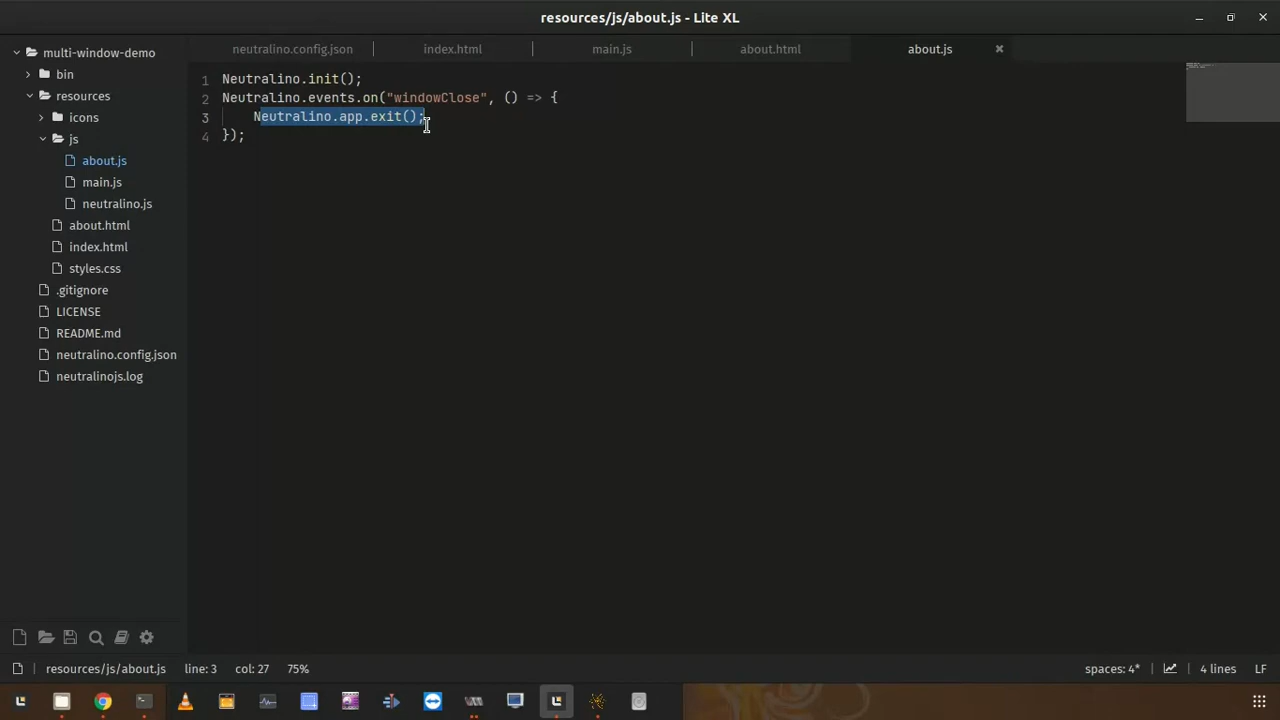 resources/js/about.js - Lite XL
multi-window-demo
bin
resources
icons
js
about.js
main.js
neutralino.js
about.html
index.html
styles.css
.gitignore
LICENSE
README.md
neutralino.config.json
neutralinojs.log
neutralino.config.json
index.html
main.js
about.html
about.js
1 Neutralino.init();
2 Neutralino.events.on("windowClose", () => {
3 Neutralino.app.exit();
4 });
resources/js/about.js line: 3 col: 27 75% spaces: 4* 4 lines LF